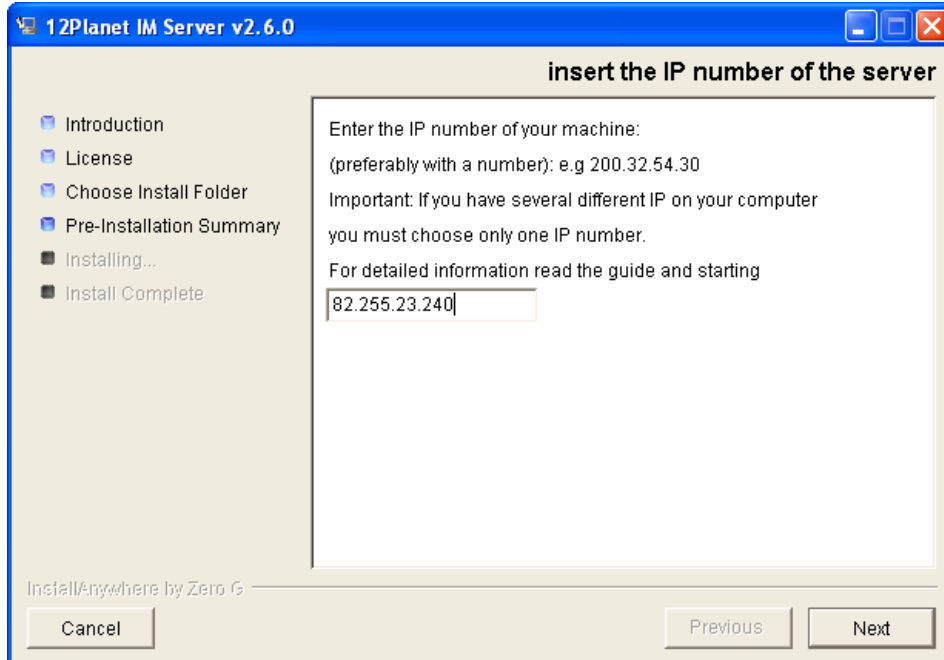 12Planet IM Server v2.6.0
insert the IP number of the server
Introduction
License
Choose Install Folder
Pre-Installation Summary
Installing...
Install Complete
Enter the IP number of your machine:
(preferably with a number): e.g 200.32.54.30
Important: If you have several different IP on your computer
you must choose only one IP number.
For detailed information read the guide and starting
82.255.23.240
InstallAnywhere by Zero G
Cancel
Previous
Next